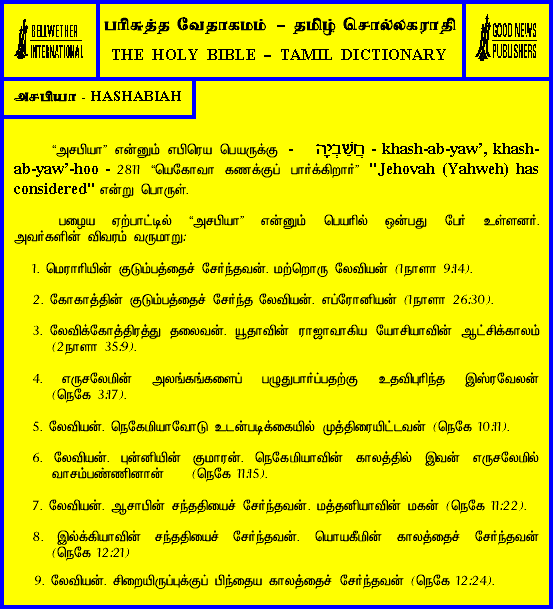 BELLWETHER
INTERNATIONAL
பரிசுத்த வேதாகமம் – தமிழ் சொல்லகராதி
THE HOLY BIBLE – TAMIL DICTIONARY
GOOD NEWS
PUBLISHERS
அசபியா - HASHABIAH
“அசபியா” என்னும் எபிரெய பெயருக்கு - חֲשַׁבְיָה - khash-ab-yaw’, khash-
ab-yaw’-hoo - 2811 “யெகோவா கணக்குப் பார்க்கிறார்” "Jehovah (Yahweh) has
considered" என்று பொருள்.
பழைய ஏற்பாட்டில் “அசபியா” என்னும் பெயரில் ஒன்பது பேர் உள்ளனர்.
அவர்களின் விவரம் வருமாறு:
1. மெராரியின் குடும்பத்தைச் சேர்ந்தவன். மற்றொரு லேவியன் (1நாளா 9:14).
2. கோகாத்தின் குடும்பத்தைச் சேர்ந்த லேவியன். எப்ரோனியன் (1நாளா 26:30).
3. லேவிக்கோத்திரத்து தலைவன். யூதாவின் ராஜாவாகிய யோசியாவின் ஆட்சிக்காலம்
(2நாளா 35:9).
4. எருசலேமின் அலங்கங்களைப் பழுதுபார்ப்பதற்கு உதவிபுரிந்த இஸ்ரவேலன்
(நெகே 3:17).
5. லேவியன். நெகேமியாவோடு உடன்படிக்கையில் முத்திரையிட்டவன் (நெகே 10:11).
6. லேவியன். புன்னியின் குமாரன். நெகேமியாவின் காலத்தில் இவன் எருசலேமில்
வாசம்பண்ணினான் (நெகே 11:15).
7. லேவியன். ஆசாபின் சந்ததியைச் சேர்ந்தவன். மத்தனியாவின் மகன் (நெகே 11:22).
8. இல்க்கியாவின் சந்ததியைச் சேர்ந்தவன். யொயகீமின் காலத்தைச் சேர்ந்தவன்
(நெகே 12:21)
9. லேவியன். சிறையிருப்புக்குப் பிந்தைய காலத்தைச் சேர்ந்தவன் (நெகே 12:24).